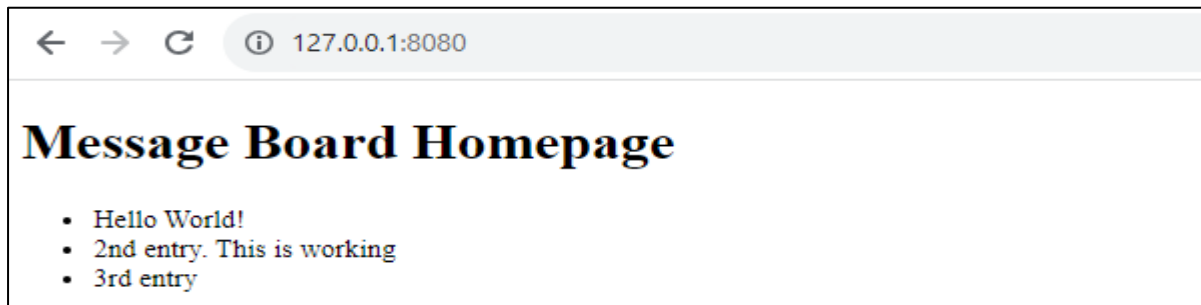 127.0.0.1:8080
Message Board Homepage
Hello World!
2nd entry. This is working
3rd entry